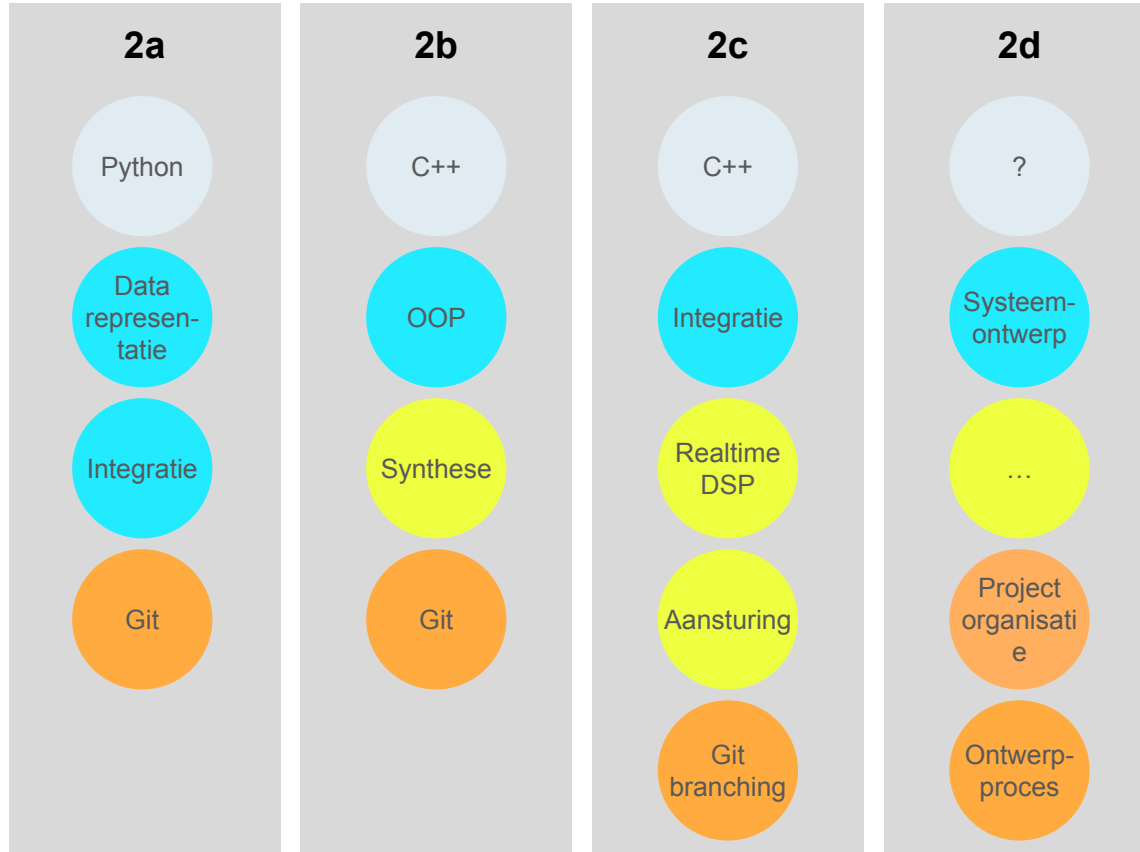 2a
Python
Data
represen-
tatie
Integratie
Git
2b
C++
OOP
Synthese
Git
2c
C++
Integratie
Realtime
DSP
Aansturing
Git
branching
2d
?
Systeem-
ontwerp
…
Project
organisati
e
Ontwerp-
proces